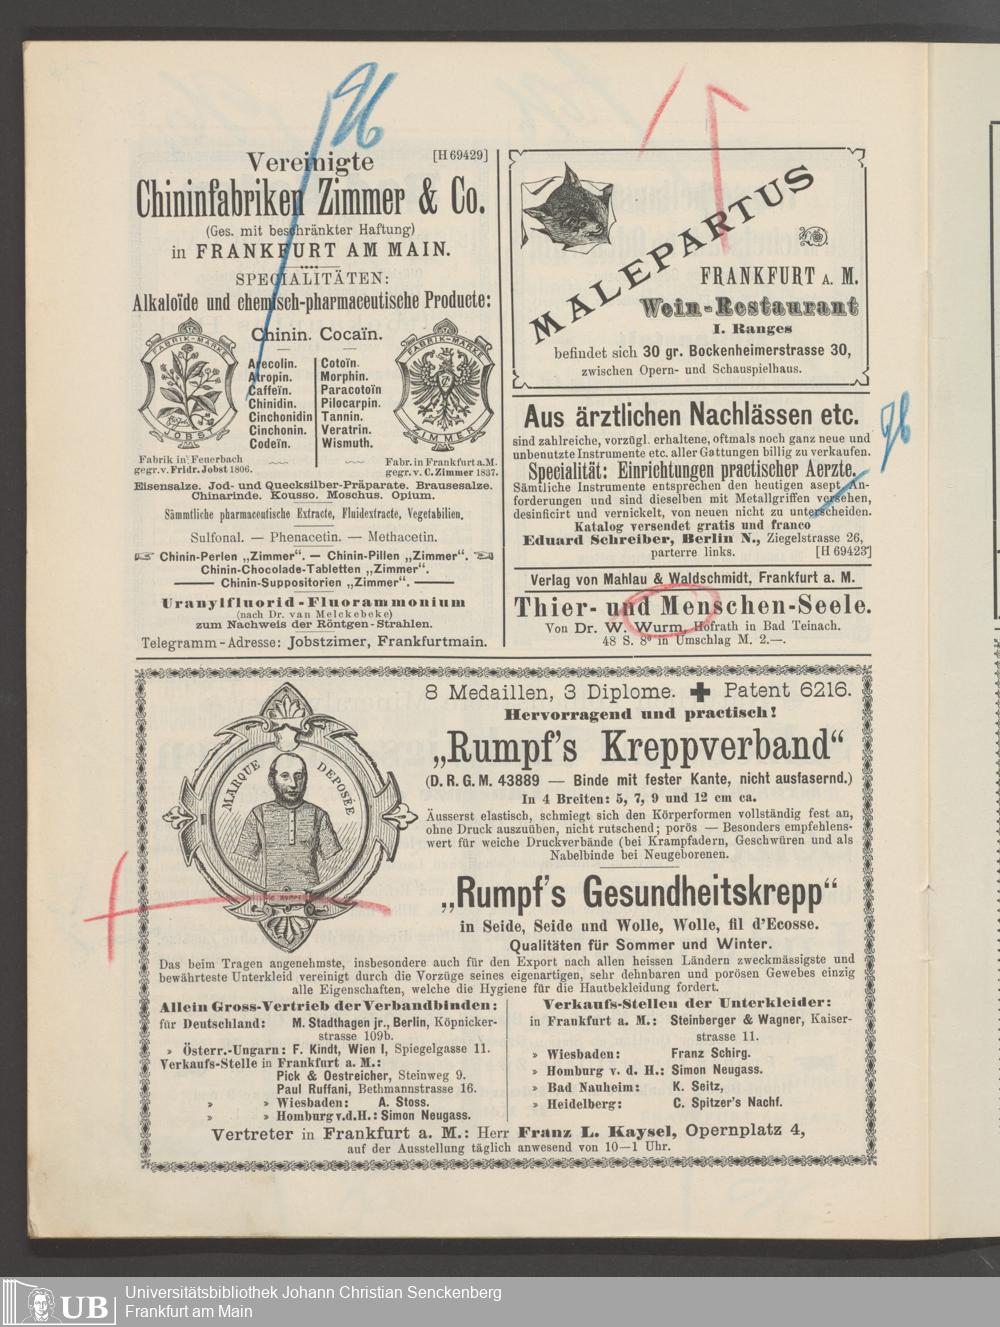 Vereinigte
[H 69429]
Chininfabriken Zimmer & Co.
(Ges. mit beschränkter Haftung)
in FRANKFURT AM MAIN.
SPECIALITÄTEN:
Alkaloïde und chemisch-pharmaceutische Producte:
Chinin. Cocaïn.
FABRIK-MARKE
JOBST
Arecolin.
Atropin.
Caffeïn.
Chinidin.
Cinchonidin
Cinchonin.
Codeïn.
Cotoïn.
Morphin.
Paracotoïn
Pilocarpin.
Tannin.
Veratrin.
Wismuth.
FABRIK-MARKE
ZIMMER
Fabrik in Feuerbach
gegr. v. Fridr. Jobst 1806.
Fabr. in Frankfurt a.M.
gegr. v. C. Zimmer 1837.
Eisensalze. Jod- und Quecksilber-Präparate. Brausesalze.
Chinarinde. Kousso. Moschus. Opium.
Sämmtliche pharmaceutische Extracte, Fluidextracte, Vegetabilien.
Sulfonal. — Phenacetin. — Methacetin.
Chinin-Perlen „Zimmer“. — Chinin-Pillen „Zimmer“.
Chinin-Chocolade-Tabletten „Zimmer“.
Chinin-Suppositorien „Zimmer“.
Uranylfluorid-Fluorammonium
(nach Dr. van Melckebeke)
zum Nachweis der Röntgen-Strahlen.
Telegramm-Adresse: Jobstzimer, Frankfurtmain.
MALEPARTUS
FRANKFURT A. M.
Wein-Restaurant
I. Ranges
befindet sich 30 gr. Bockenheimerstrasse 30,
zwischen Opern- und Schauspielhaus.
Aus ärztlichen Nachlässen etc.
sind zahlreiche, vorzügl. erhaltene, oftmals noch ganz neue und
unbenutzte Instrumente etc. aller Gattungen billig zu verkaufen.
Specialität: Einrichtungen practischer Aerzte.
Sämtliche Instrumente entsprechen den heutigen asept. An-
forderungen und sind dieselben mit Metallgriffen versehen,
desinficirt und vernickelt, von neuen nicht zu unterscheiden.
Katalog versendet gratis und franco
Eduard Schreiber, Berlin N., Ziegelstrasse 26,
parterre links. [H 69423]
Verlag von Mahlau & Waldschmidt, Frankfurt a. M.
Thier- und Menschen-Seele.
Von Dr. W. Wurm, Hofrath in Bad Teinach.
48 S. 8° in Umschlag M. 2.—.
MARQUE DEPOSÉE
8 Medaillen, 3 Diplome. ✚ Patent 6216.
Hervorragend und practisch!
„Rumpf's Kreppverband“
(D. R. G. M. 43889 — Binde mit fester Kante, nicht ausfasernd.)
In 4 Breiten: 5, 7, 9 und 12 cm ca.
Äusserst elastisch, schmiegt sich den Körperformen vollständig fest an,
ohne Druck auszuüben, nicht rutschend; porös — Besonders empfehlens-
wert für weiche Druckverbände (bei Krampfadern, Geschwüren und als
Nabelbinde bei Neugeborenen.
„Rumpf's Gesundheitskrepp“
in Seide, Seide und Wolle, Wolle, fil d'Ecosse.
Qualitäten für Sommer und Winter.
Das beim Tragen angenehmste, insbesondere auch für den Export nach allen heissen Ländern zweckmässigste und
bewährteste Unterkleid vereinigt durch die Vorzüge seines eigenartigen, sehr dehnbaren und porösen Gewebes einzig
alle Eigenschaften, welche die Hygiene für die Hautbekleidung fordert.
Allein Gross-Vertrieb der Verbandbinden:
für Deutschland: M. Stadthagen jr., Berlin, Köpnicker-
strasse 109b.
» Österr.-Ungarn: F. Kindt, Wien I, Spiegelgasse 11.
Verkaufs-Stelle in Frankfurt a. M.:
Pick & Oestreicher, Steinweg 9.
Paul Ruffani, Bethmannstrasse 16.
» » Wiesbaden: A. Stoss.
» » Homburg v.d.H.: Simon Neugass.
Verkaufs-Stellen der Unterkleider:
in Frankfurt a. M.: Steinberger & Wagner, Kaiser-
strasse 11.
» Wiesbaden: Franz Schirg.
» Homburg v. d. H.: Simon Neugass.
» Bad Nauheim: K. Seitz,
» Heidelberg: C. Spitzer's Nachf.
Vertreter in Frankfurt a. M.: Herr Franz L. Kaysel, Opernplatz 4,
auf der Ausstellung täglich anwesend von 10—1 Uhr.
UB
Universitätsbibliothek Johann Christian Senckenberg
Frankfurt am Main